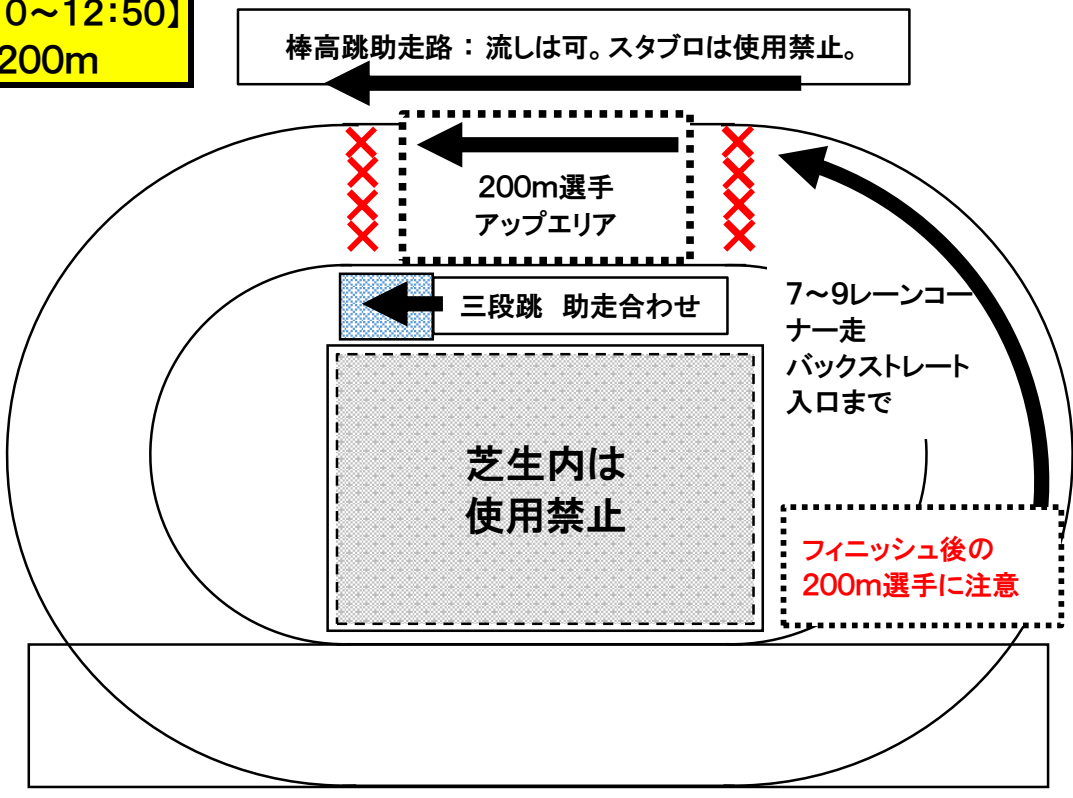 0～12:50】
200m
棒高跳助走路：流しは可。スタブロは使用禁止。
200m選手
アップエリア
三段跳 助走合わせ
7～9レーンコー
ナー走
バックストレート
入口まで
芝生内は
使用禁止
フィニッシュ後の
200m選手に注意